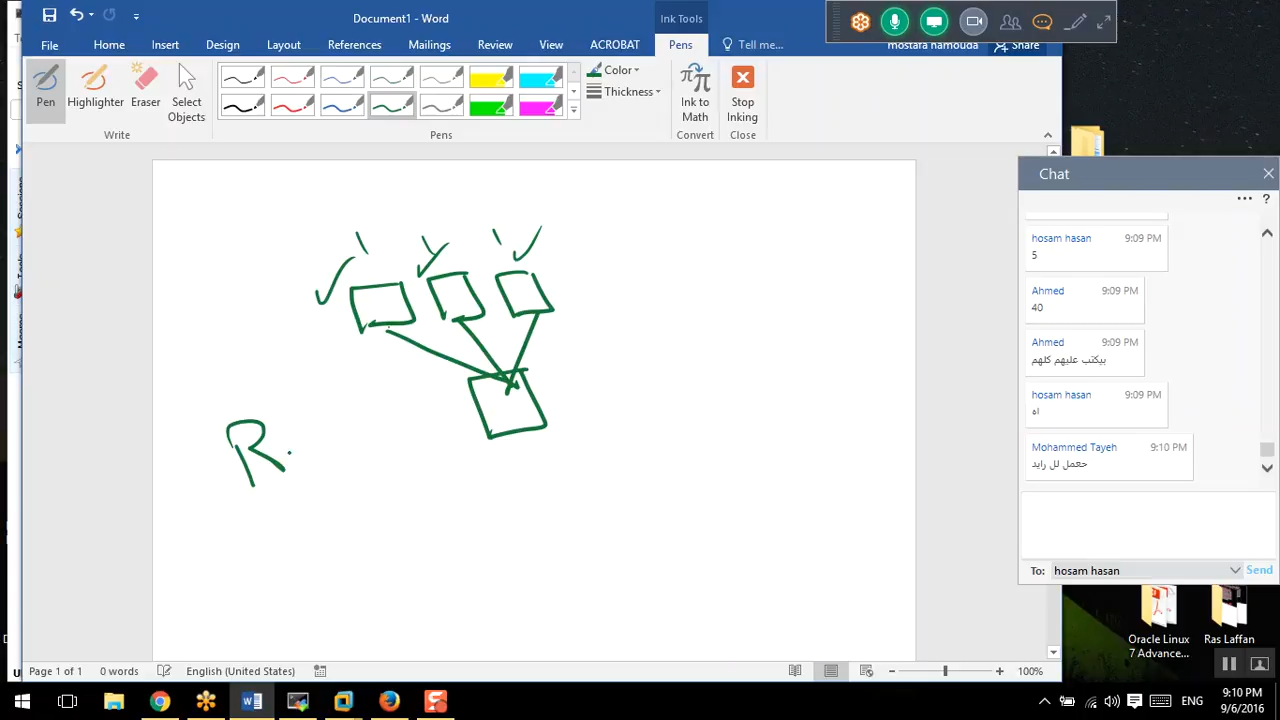 Document1 - Word
Ink Tools
File
Home
Insert
Design
Layout
References
Mailings
Review
View
ACROBAT
Pens
Tell me...
mostafa hamouda
Share
Pen
Highlighter
Eraser
Select
Objects
Color
Thickness
Ink to
Math
Stop
Inking
Write
Pens
Convert
Close
Chat
hosam hasan 9:09 PM
5
Ahmed 9:09 PM
40
Ahmed 9:09 PM
بيكتب عليهم كلهم
hosam hasan 9:09 PM
اه
Mohammed Tayeh 9:10 PM
حعمل لل رايد
To: hosam hasan
Send
R.
Oracle Linux
7 Advance...
Ras Laffan
Page 1 of 1
0 words
English (United States)
100%
ENG
9:10 PM
9/6/2016